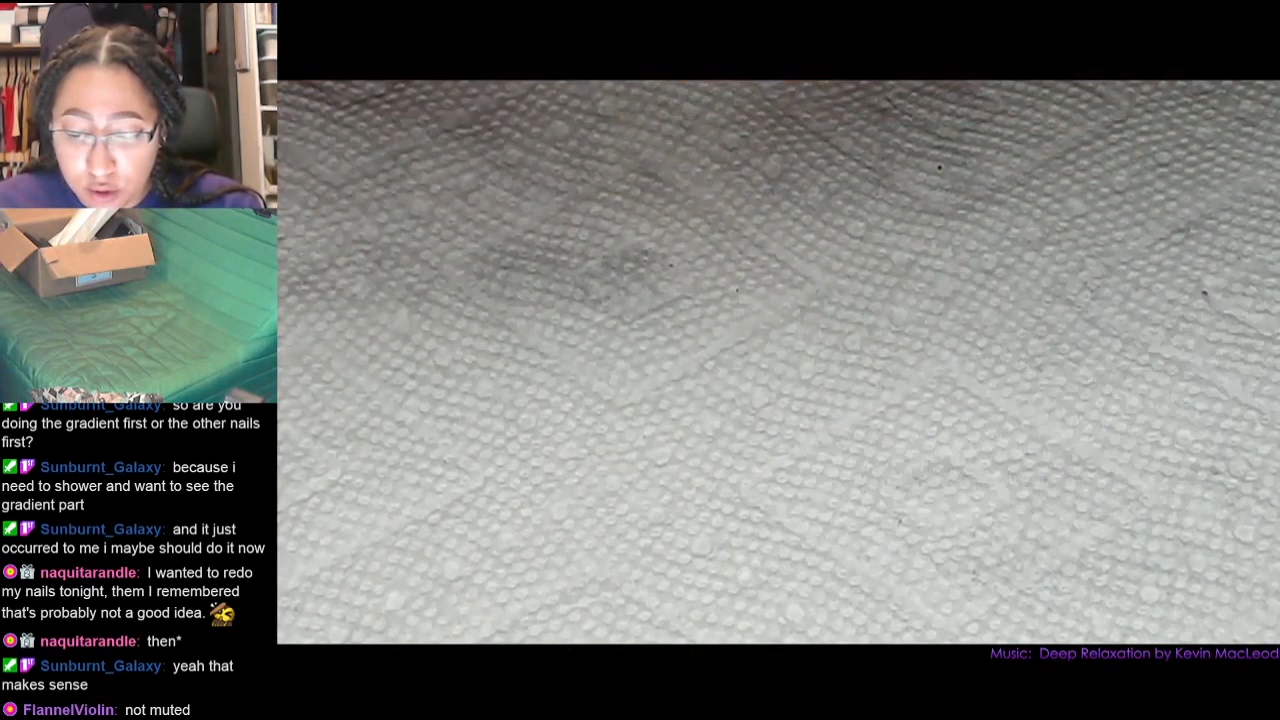 Sunburnt_Galaxy: so are you
doing the gradient first or the other nails
first?
Sunburnt_Galaxy: because i
need to shower and want to see the
gradient part
Sunburnt_Galaxy: and it just
occurred to me i maybe should do it now
naquitarandle: I wanted to redo
my nails tonight, them I remembered
that's probably not a good idea.
naquitarandle: then*
Sunburnt_Galaxy: yeah that
makes sense
FlannelViolin: not muted
Music: Deep Relaxation by Kevin MacLeod